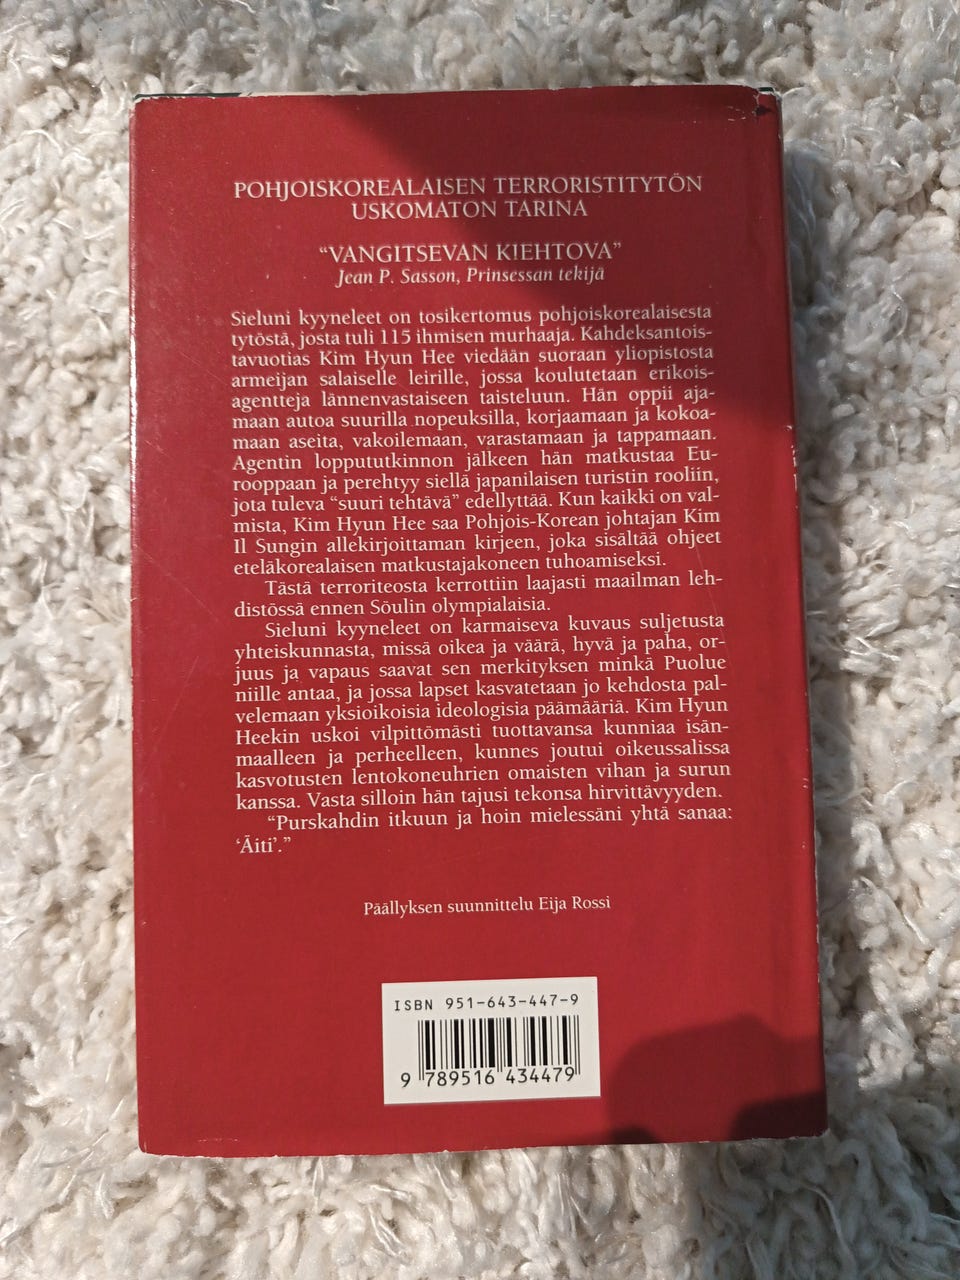 POHJOISKOREALAISEN TERRORISTITYTÖN
USKOMATON TARINA
“VANGITSEVAN KIEHTOVA”
Jean P. Sasson, Prinsessan tekijä
Sieluni kyyneleet on tosikertomus pohjoiskorealaisesta
tytöstä, josta tuli 115 ihmisen murhaaja. Kahdeksantois-
tavuotias Kim Hyun Hee viedään suoraan yliopistosta
armeijan salaiselle leirille, jossa koulutetaan erikois-
agentteja lännenvastaiseen taisteluun. Hän oppii aja-
maan autoa suurilla nopeuksilla, korjaamaan ja kokoa-
maan aseita, vakoilemaan, varastamaan ja tappamaan.
Agentin loppututkinnon jälkeen hän matkustaa Eu-
rooppaan ja perehtyy siellä japanilaisen turistin rooliin,
jota tuleva “suuri tehtävä” edellyttää. Kun kaikki on val-
mista, Kim Hyun Hee saa Pohjois-Korean johtajan Kim
Il Sungin allekirjoittaman kirjeen, joka sisältää ohjeet
eteläkorealaisen matkustajakoneen tuhoamiseksi.
Tästä terroriteosta kerrottiin laajasti maailman leh-
distössä ennen Söulin olympialaisia.
Sieluni kyyneleet on karmaiseva kuvaus suljetusta
yhteiskunnasta, missä oikea ja väärä, hyvä ja paha, or-
juus ja vapaus saavat sen merkityksen minkä Puolue
niille antaa, ja jossa lapset kasvatetaan jo kehdosta pal-
velemaan yksioikoisia ideologisia päämääriä. Kim Hyun
Heekin uskoi vilpittömästi tuottavansa kunniaa isän-
maalleen ja perheelleen, kunnes joutui oikeussalissa
kasvotusten lentokoneuhrien omaisten vihan ja surun
kanssa. Vasta silloin hän tajusi tekonsa hirvittävyyden.
“Purskahdin itkuun ja hoin mielessäni yhtä sanaa:
‘Äiti’.”
Päällyksen suunnittelu Eija Rossi
ISBN 951-643-447-9
9 789516 434479